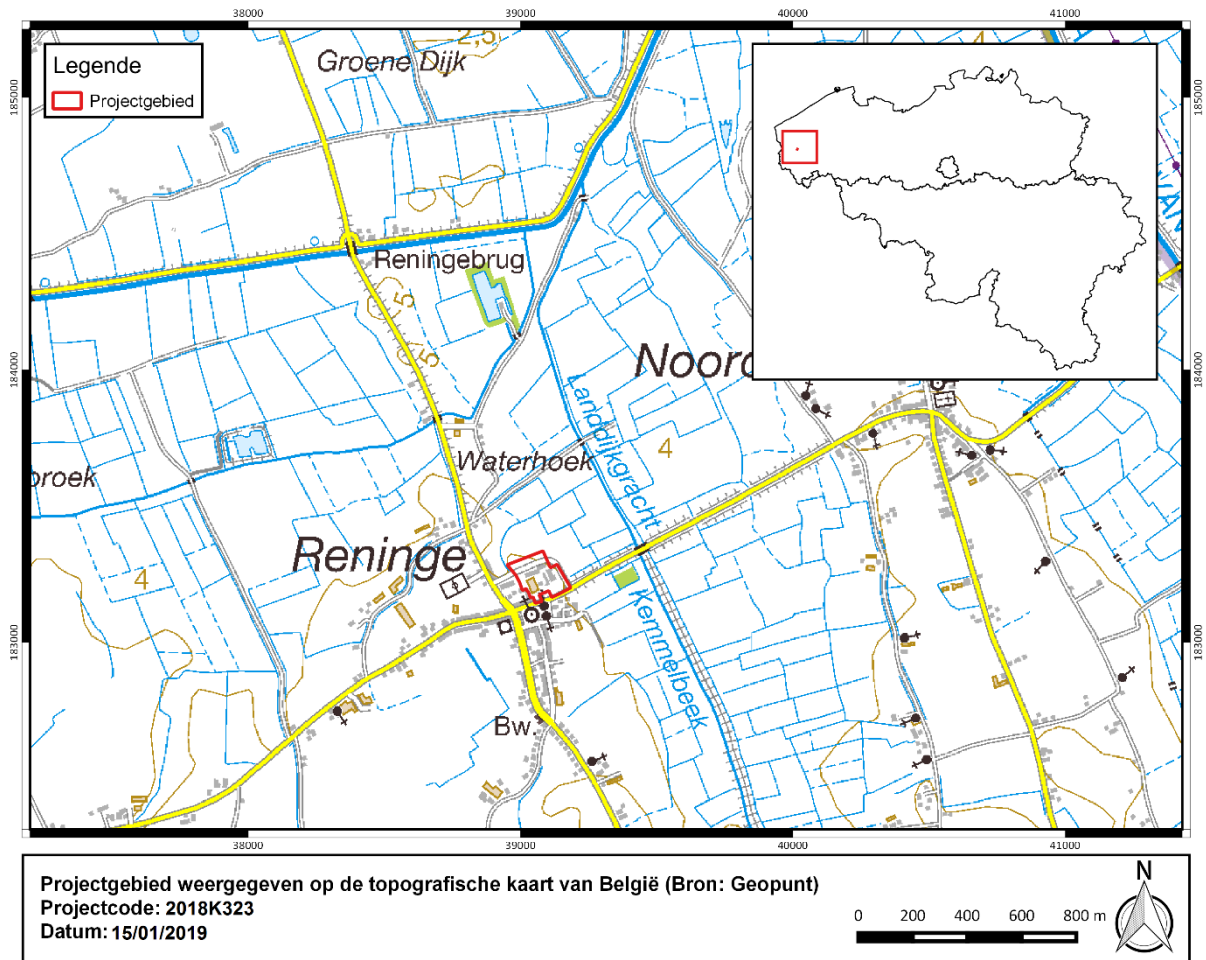 38000
39000
40000
41000
Legende
Projectgebied
2,5
4
Groene Dijk
185000
185000
Reningebrug
5
5
184000
184000
Noord
Landdijkgracht
4
Waterhoek
broek
Reninge
4
Kemmelbeek
183000
183000
Bw.
38000
39000
40000
41000
Projectgebied weergegeven op de topografische kaart van België (Bron: Geopunt)
Projectcode: 2018K323
Datum: 15/01/2019
0 200 400 600 800 m
N